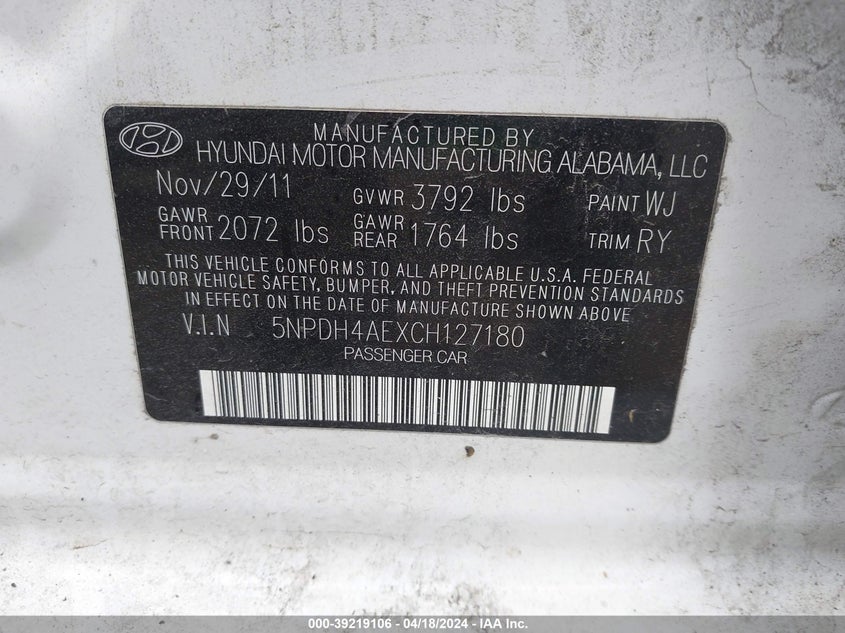 MANUFACTURED BY
HYUNDAI MOTOR MANUFACTURING ALABAMA, LLC
Nov/29/11 GVWR 3792 lbs PAINT WJ
GAWR FRONT 2072 lbs GAWR REAR 1764 lbs TRIM RY
THIS VEHICLE CONFORMS TO ALL APPLICABLE U.S.A. FEDERAL
MOTOR VEHICLE SAFETY, BUMPER, AND THEFT PREVENTION STANDARDS
IN EFFECT ON THE DATE OF MANUFACTURE SHOWN ABOVE
V.I.N 5NPDH4AEXCH127180
PASSENGER CAR
000-39219106 - 04/18/2024 - IAA Inc.